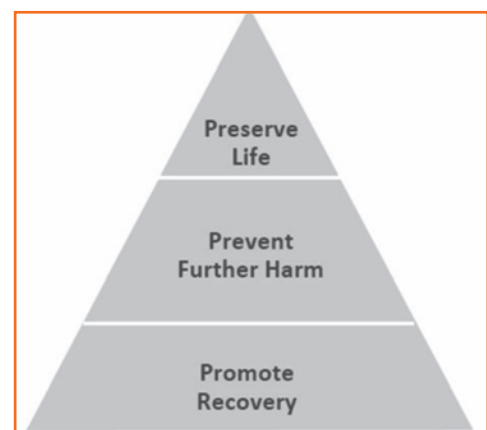 Preserve
Life
Prevent
Further Harm
Promote
Recovery